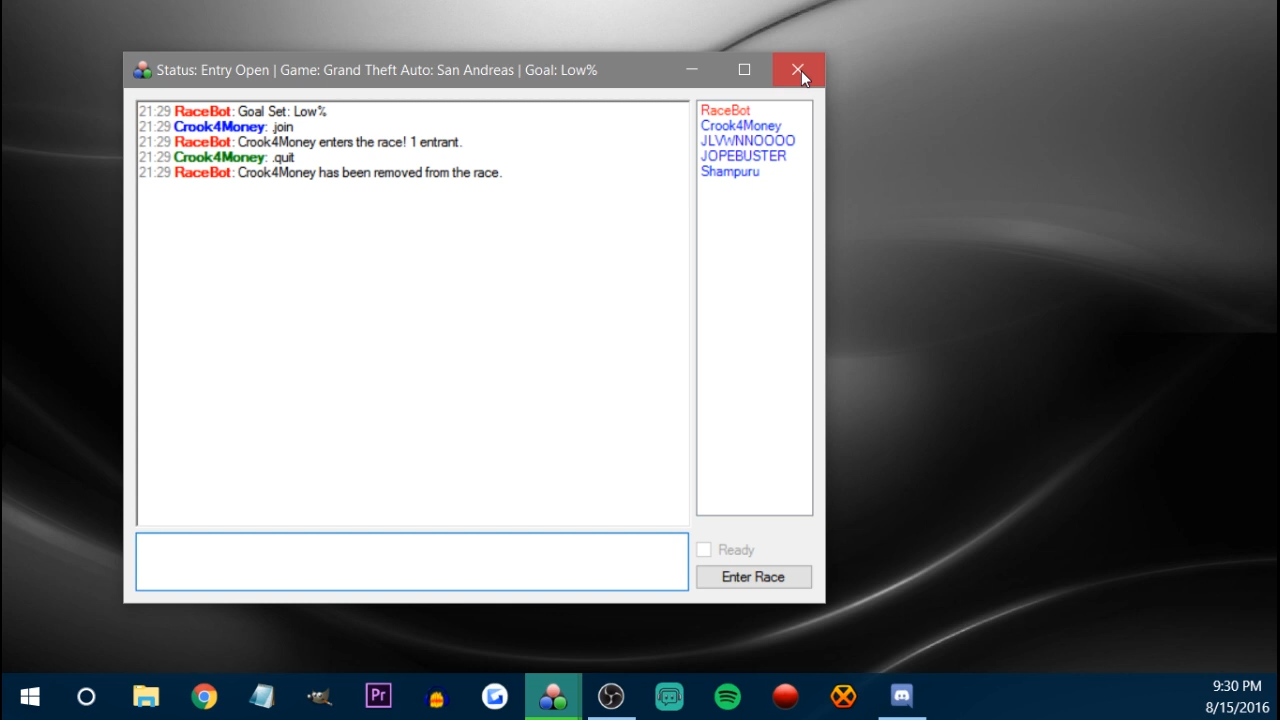 Status: Entry Open | Game: Grand Theft Auto: San Andreas | Goal: Low%
21:29 RaceBot: Goal Set: Low%
21:29 Crook4Money: .join
21:29 RaceBot: Crook4Money enters the race! 1 entrant.
21:29 Crook4Money: .quit
21:29 RaceBot: Crook4Money has been removed from the race.
RaceBot
Crook4Money
JLVWNNOOOO
JOPEBUSTER
Shampuru
Ready
Enter Race
Pr
9:30 PM
8/15/2016